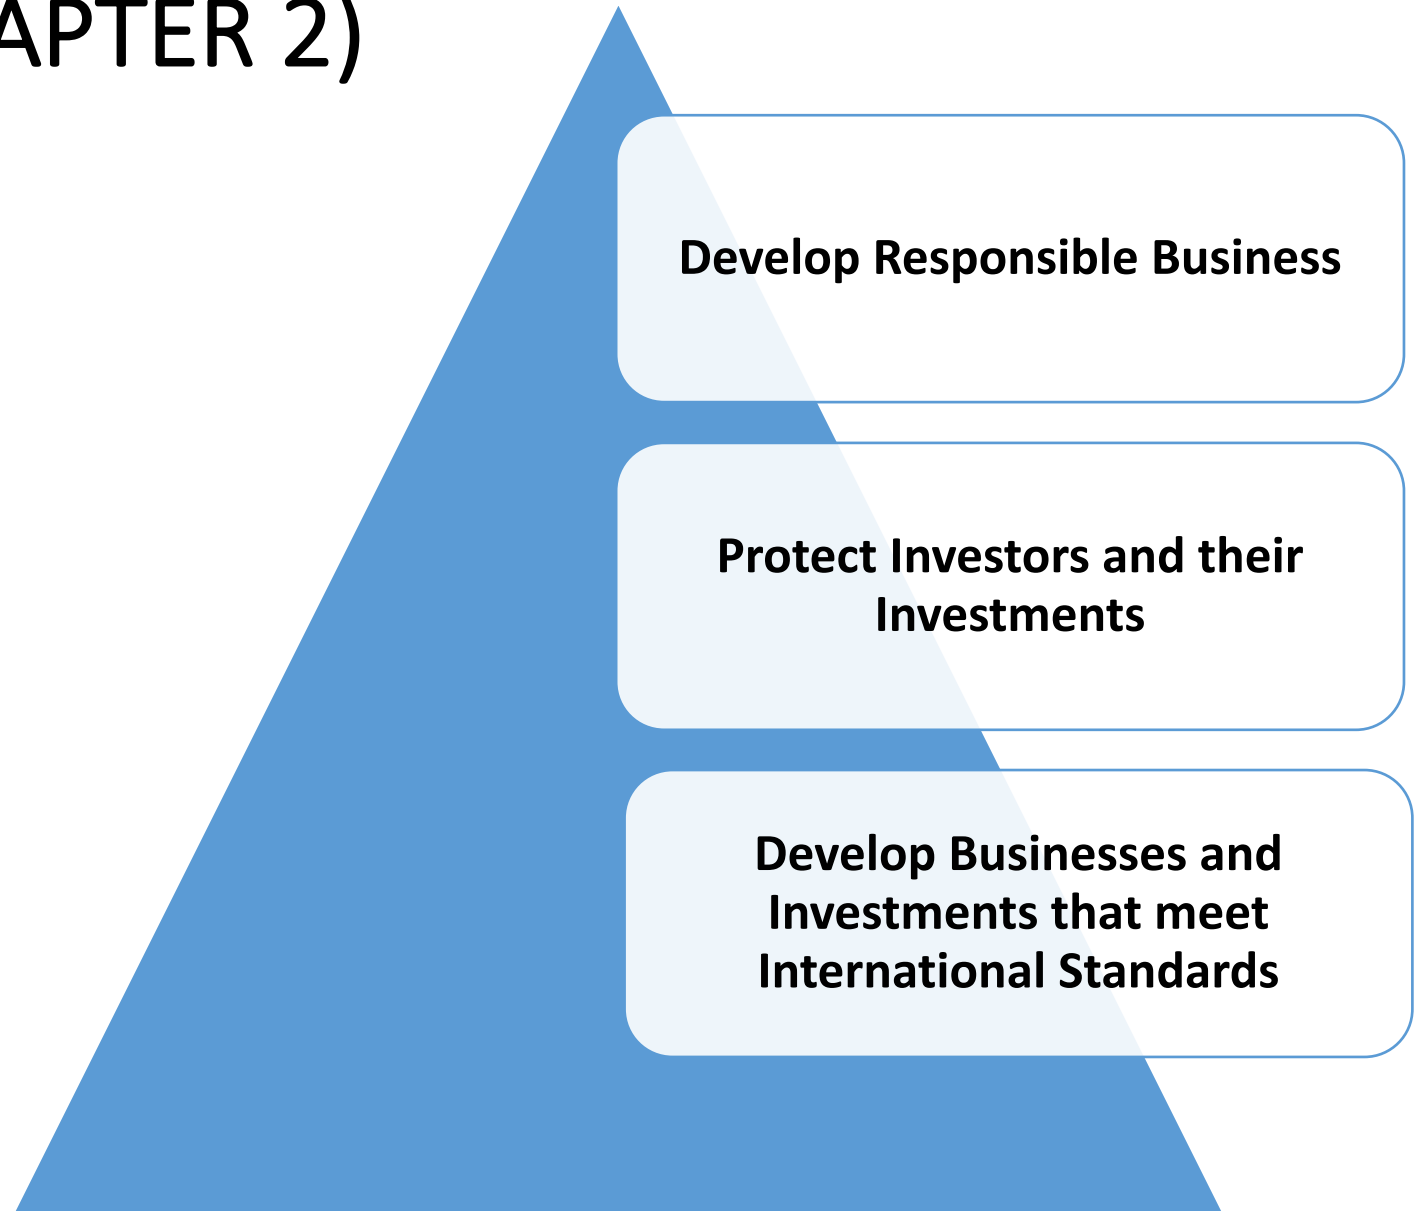 APTER 2)
Develop Responsible Business
Protect Investors and their
Investments
Develop Businesses and
Investments that meet
International Standards